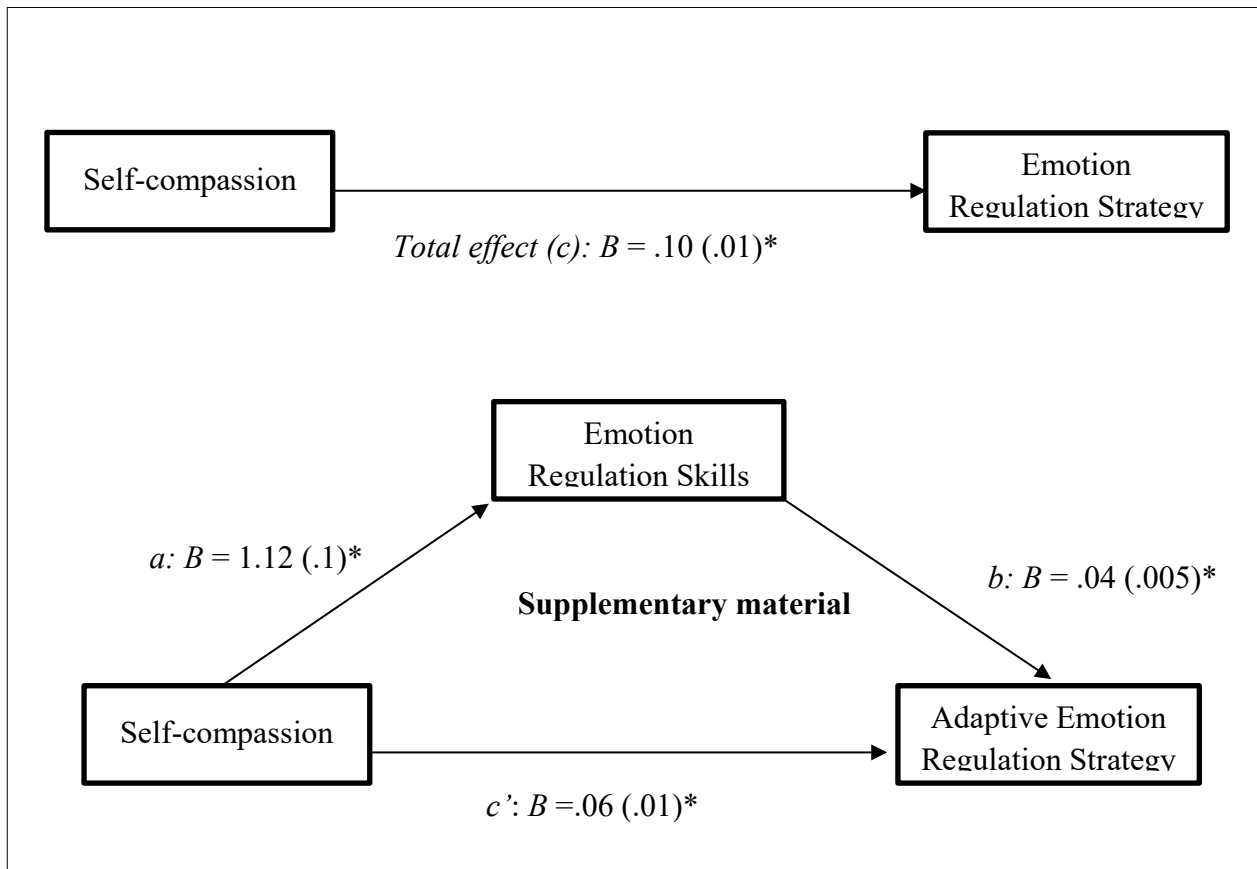 Self-compassion
Emotion
Regulation Strategy
Total effect (c): B = .10 (.01)*
Emotion
Regulation Skills
a: B = 1.12 (.1)*
b: B = .04 (.005)*
Supplementary material
Self-compassion
Adaptive Emotion
Regulation Strategy
c’: B =.06 (.01)*